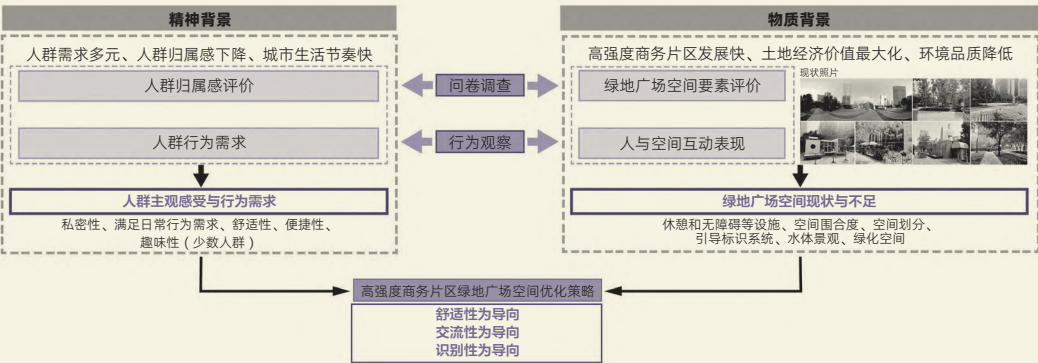 精神背景
人群需求多元、人群归属感下降、城市生活节奏快
人群归属感评价
人群行为需求
人群主观感受与行为需求
私密性、满足日常行为需求、舒适性、便捷性、
趣味性（少数人群）
问卷调查
行为观察
物质背景
高强度商务片区发展快、土地经济价值最大化、环境品质降低
绿地广场空间要素评价
现状照片
人与空间互动表现
绿地广场空间现状与不足
休憩和无障碍等设施、空间围合度、空间划分、
引导标识系统、水体景观、绿化空间
高强度商务片区绿地广场空间优化策略
舒适性为导向
交流性为导向
识别性为导向